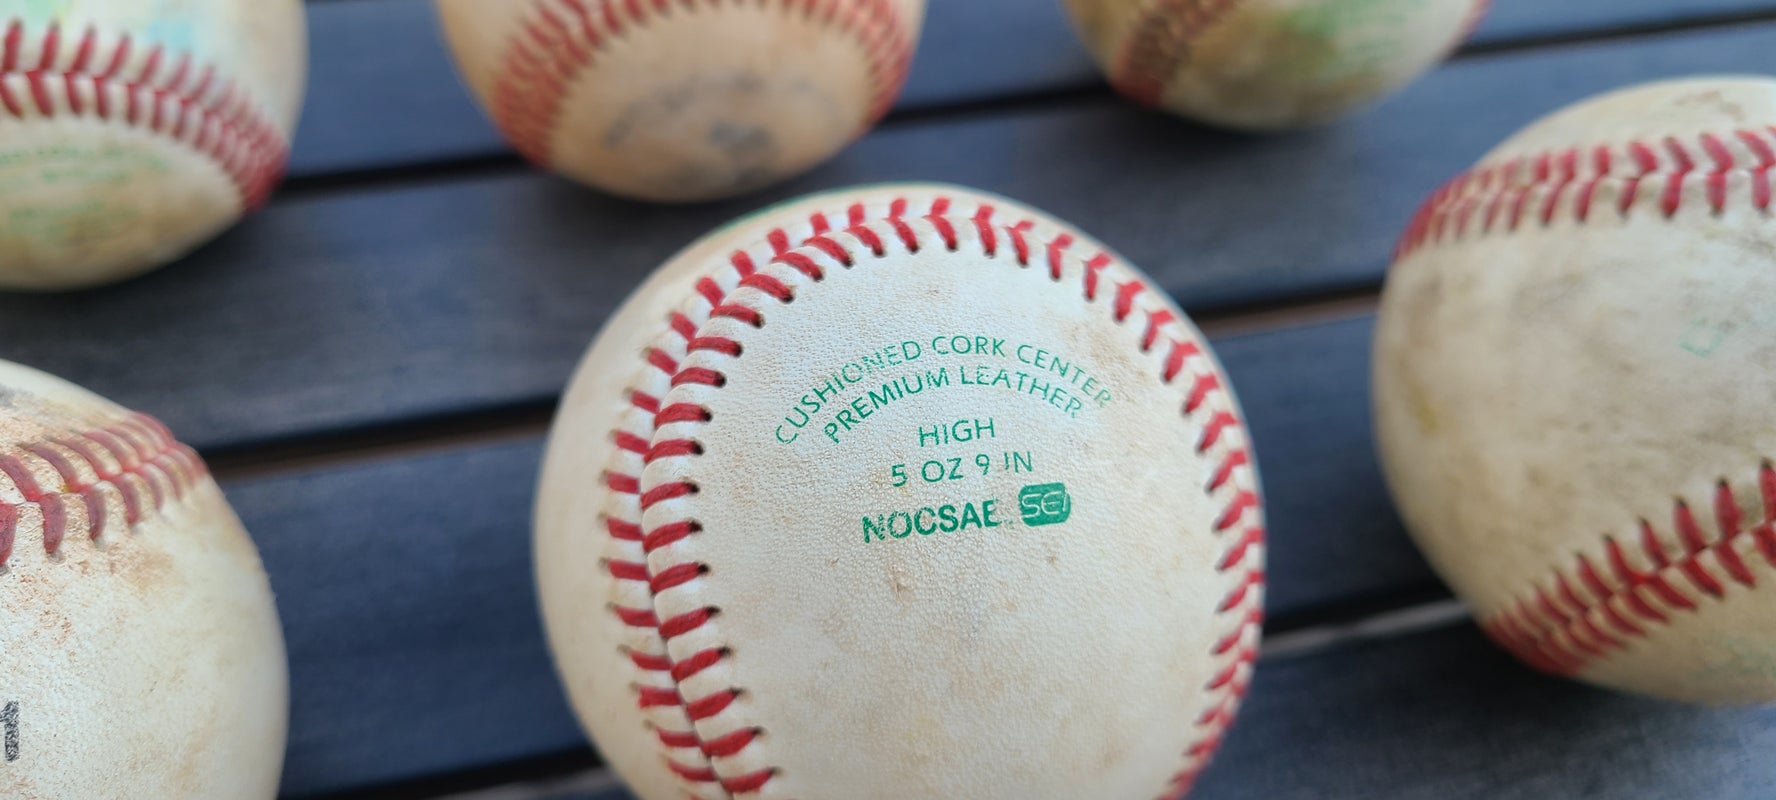 CUSHIONED CORK CENTER
PREMIUM LEATHER
HIGH
5 OZ 9 IN
NOCSAE SEI